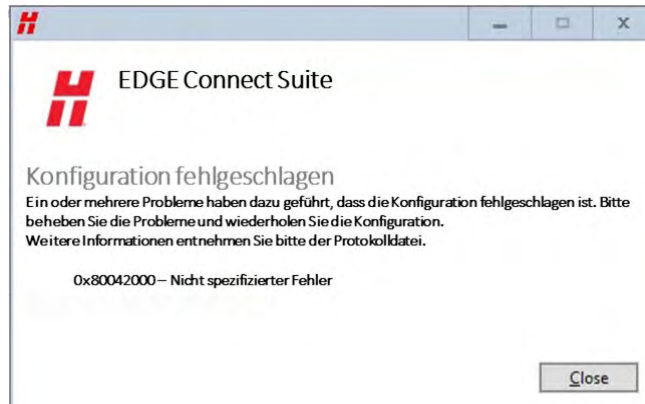 EDGE Connect Suite
Konfiguration fehlgeschlagen
Ein oder mehrere Probleme haben dazu geführt, dass die Konfiguration fehlgeschlagen ist. Bitte
beheben Sie die Probleme und wiederholen Sie die Konfiguration.
Weitere Informationen entnehmen Sie bitte der Protokolldatei.
0x80042000 – Nicht spezifizierter Fehler
Close